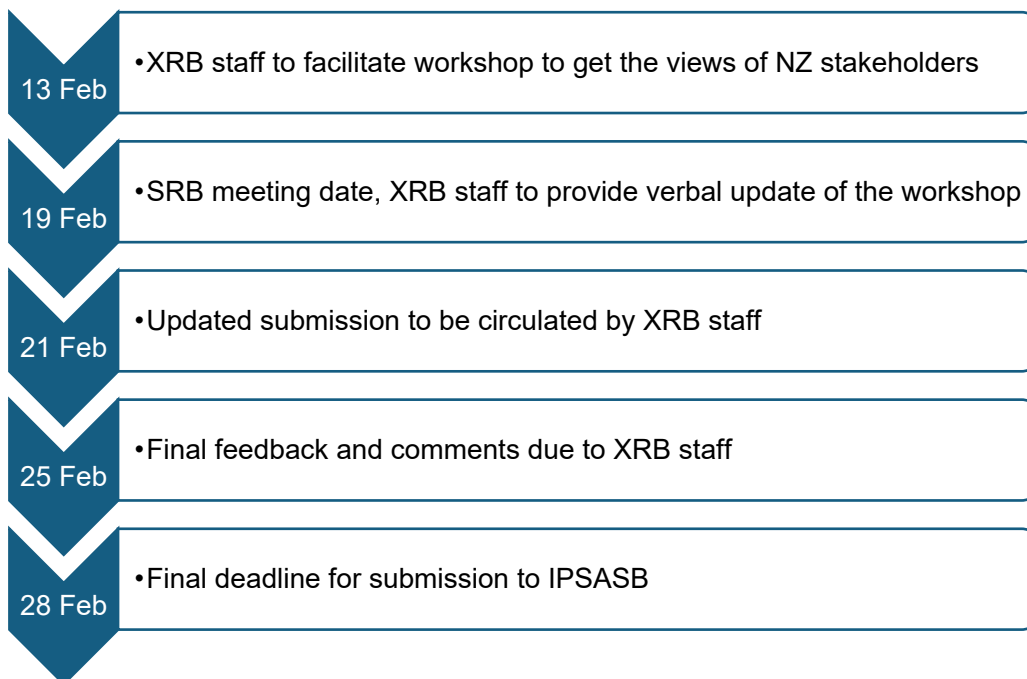 13 Feb
•XRB staff to facilitate workshop to get the views of NZ stakeholders
19 Feb
•SRB meeting date, XRB staff to provide verbal update of the workshop
21 Feb
•Updated submission to be circulated by XRB staff
25 Feb
•Final feedback and comments due to XRB staff
28 Feb
•Final deadline for submission to IPSASB